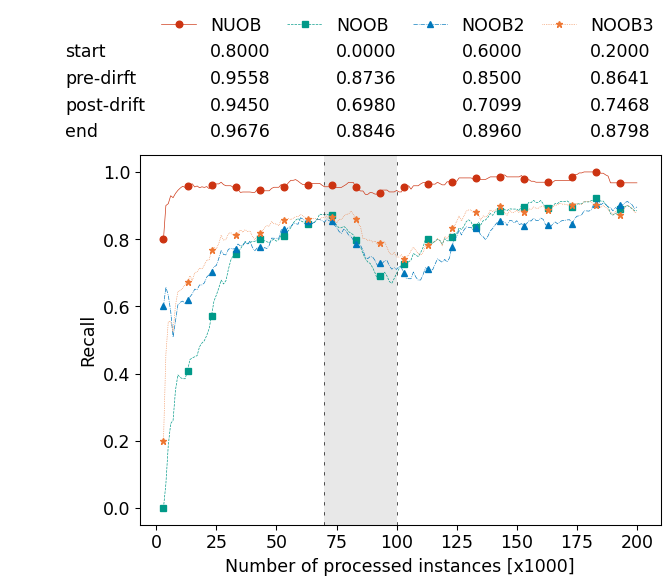 NUOB NOOB NOOB2 NOOB3
start 0.8000 0.0000 0.6000 0.2000
pre-dirft 0.9558 0.8736 0.8500 0.8641
post-drift 0.9450 0.6980 0.7099 0.7468
end 0.9676 0.8846 0.8960 0.8798
1.0
0.8
0.6
0.4
0.2
0.0
Recall
0 25 50 75 100 125 150 175 200
Number of processed instances [x1000]